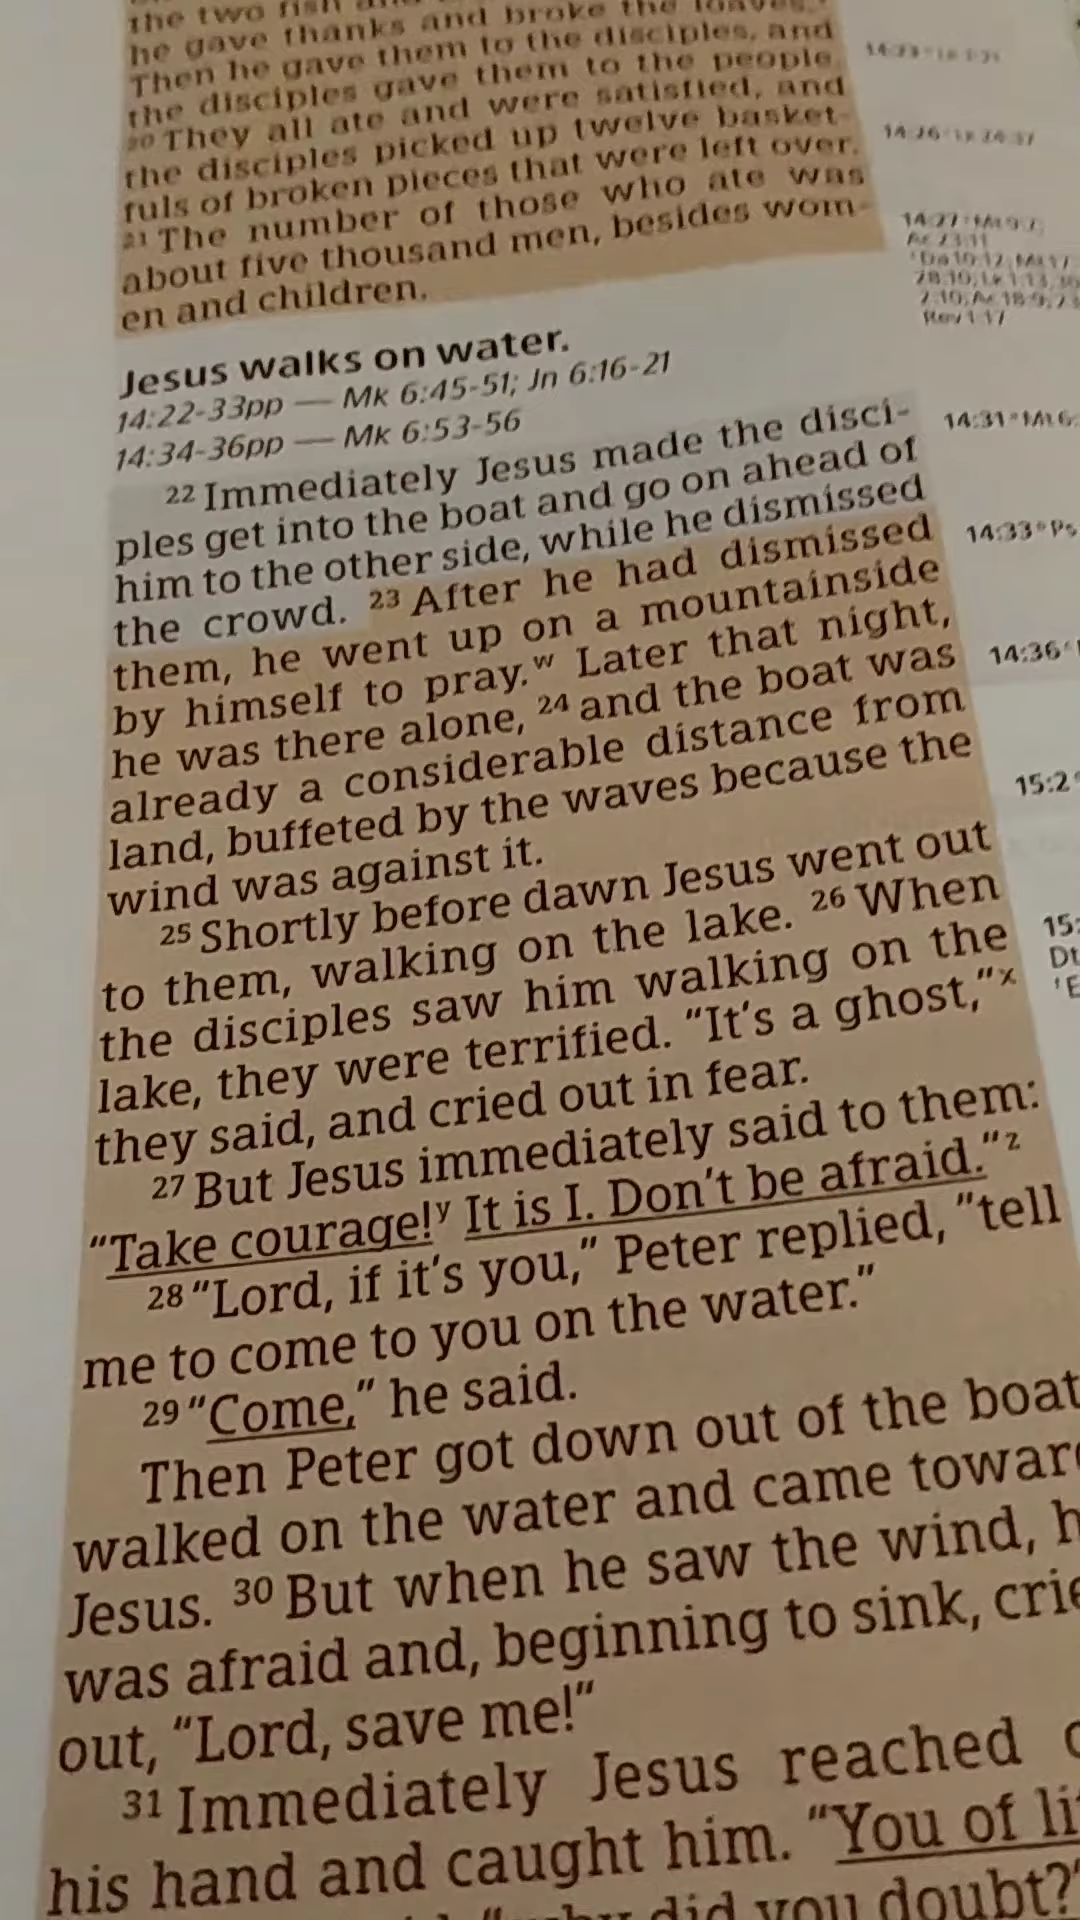 the two fish
he gave thanks and broke the loaves.
Then he gave them to the disciples, and
the disciples gave them to the people.
20 They all ate and were satisfied, and
the disciples picked up twelve basket-
fuls of broken pieces that were left over.
21 The number of those who ate was
about five thousand men, besides wom-
en and children.
Jesus walks on water.
14:22-33pp — Mk 6:45-51; Jn 6:16-21
14:34-36pp — Mk 6:53-56
22 Immediately Jesus made the disci-
ples get into the boat and go on ahead of
him to the other side, while he dismissed
the crowd. 23 After he had dismissed
them, he went up on a mountainside
by himself to pray.w Later that night,
he was there alone, 24 and the boat was
already a considerable distance from
land, buffeted by the waves because the
wind was against it.
25 Shortly before dawn Jesus went out
to them, walking on the lake. 26 When
the disciples saw him walking on the
lake, they were terrified. "It's a ghost,"x
they said, and cried out in fear.
27 But Jesus immediately said to them:
"Take courage!y It is I. Don't be afraid."z
28 "Lord, if it's you," Peter replied, "tell
me to come to you on the water."
29 "Come," he said.
Then Peter got down out of the boat
walked on the water and came towar
Jesus. 30 But when he saw the wind, h
was afraid and, beginning to sink, crie
out, "Lord, save me!"
31 Immediately Jesus reached
his hand and caught him. "You of li
did you doubt?"
14:27
14:31
14:33 Ps
14:36
15:2
15:
Dt